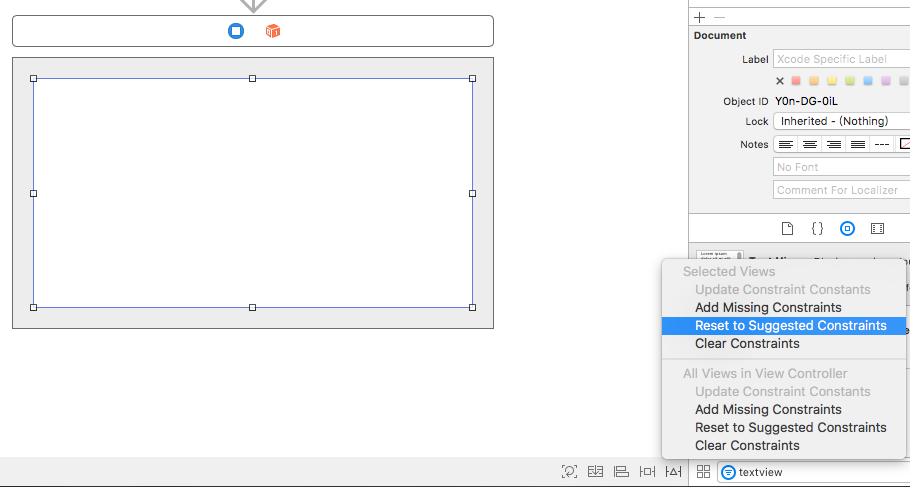 Document
Label Xcode Specific Label
Object ID Y0n-DG-0iL
Lock Inherited - (Nothing)
Notes
No Font
Comment For Localizer
{ }
Selected Views
Update Constraint Constants
Add Missing Constraints
Reset to Suggested Constraints
Clear Constraints
All Views in View Controller
Update Constraint Constants
Add Missing Constraints
Reset to Suggested Constraints
Clear Constraints
textview